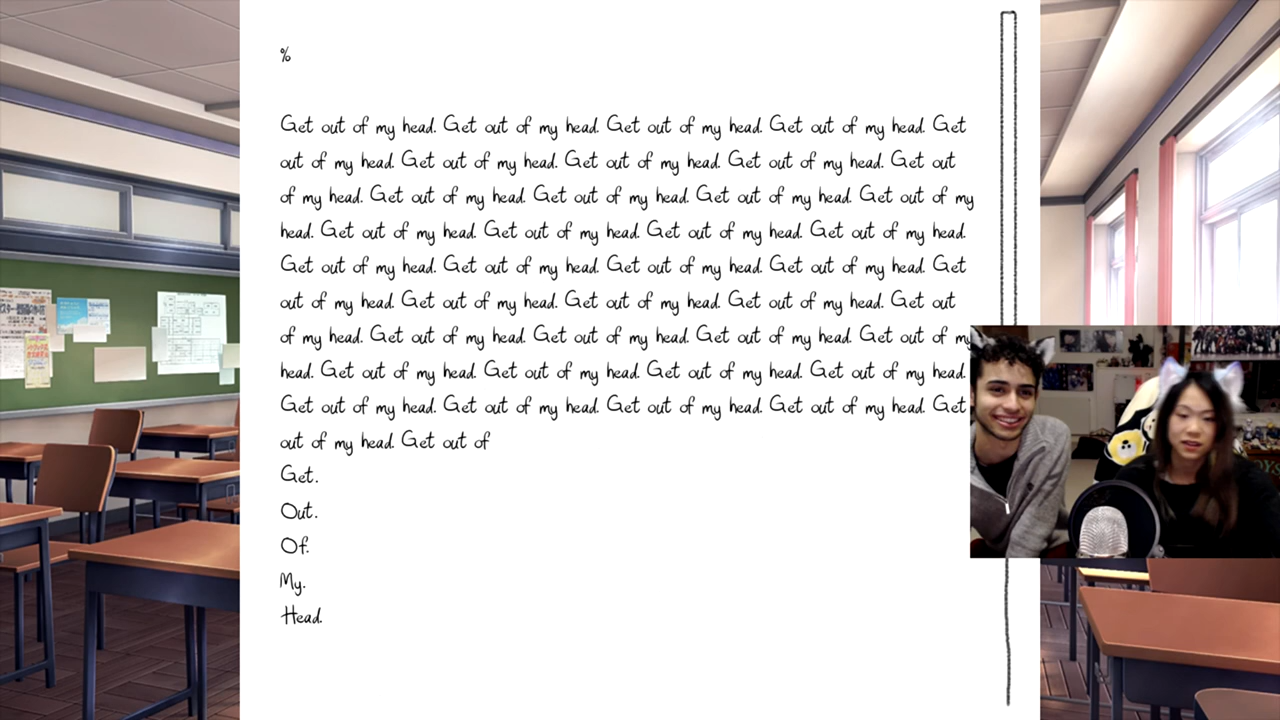 %
Get out of my head. Get out of my head. Get out of my head. Get out of my head. Get
out of my head. Get out of my head. Get out of my head. Get out of my head. Get out
of my head. Get out of my head. Get out of my head. Get out of my head. Get out of my
head. Get out of my head. Get out of my head. Get out of my head. Get out of my head.
Get out of my head. Get out of my head. Get out of my head. Get out of my head. Get
out of my head. Get out of my head. Get out of my head. Get out of my head. Get out
of my head. Get out of my head. Get out of my head. Get out of my head. Get out of my
head. Get out of my head. Get out of my head. Get out of my head. Get out of my head.
Get out of my head. Get out of my head. Get out of my head. Get out of my head. Get
out of my head. Get out of
Get.
Out.
Of.
My.
Head.